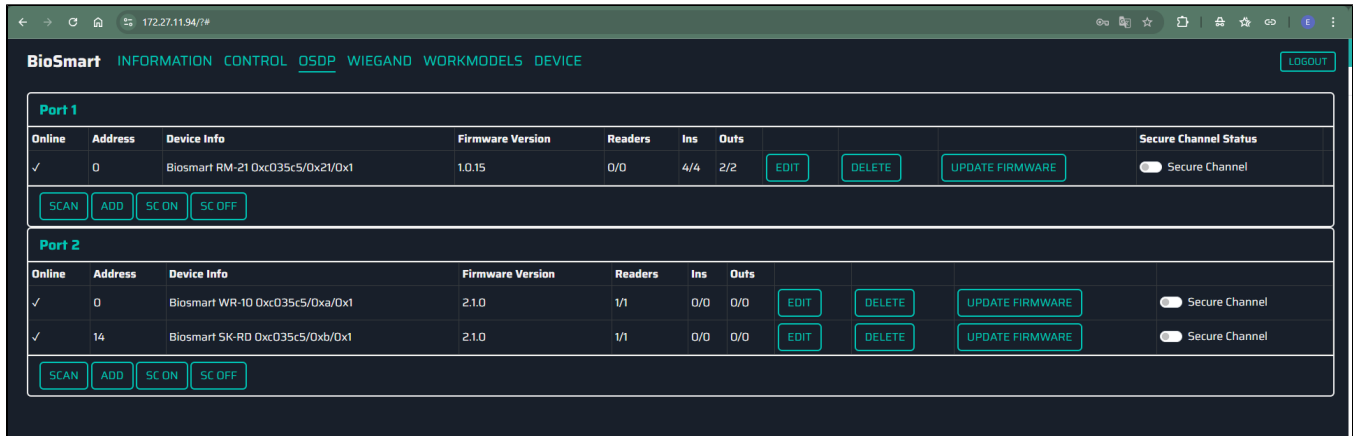 172.27.11.94/?#
E
BioSmart INFORMATION CONTROL OSDP WIEGAND WORKMODELS DEVICE LOGOUT
Port 1
Online Address Device Info Firmware Version Readers Ins Outs Secure Channel Status
✓ 0 Biosmart RM-21 0xc035c5/0x21/0x1 1.0.15 0/0 4/4 2/2 EDIT DELETE UPDATE FIRMWARE Secure Channel
SCAN ADD SC ON SC OFF
Port 2
Online Address Device Info Firmware Version Readers Ins Outs
✓ 0 Biosmart WR-10 0xc035c5/0xa/0x1 2.1.0 1/1 0/0 0/0 EDIT DELETE UPDATE FIRMWARE Secure Channel
✓ 14 Biosmart SK-RD 0xc035c5/0xb/0x1 2.1.0 1/1 0/0 0/0 EDIT DELETE UPDATE FIRMWARE Secure Channel
SCAN ADD SC ON SC OFF